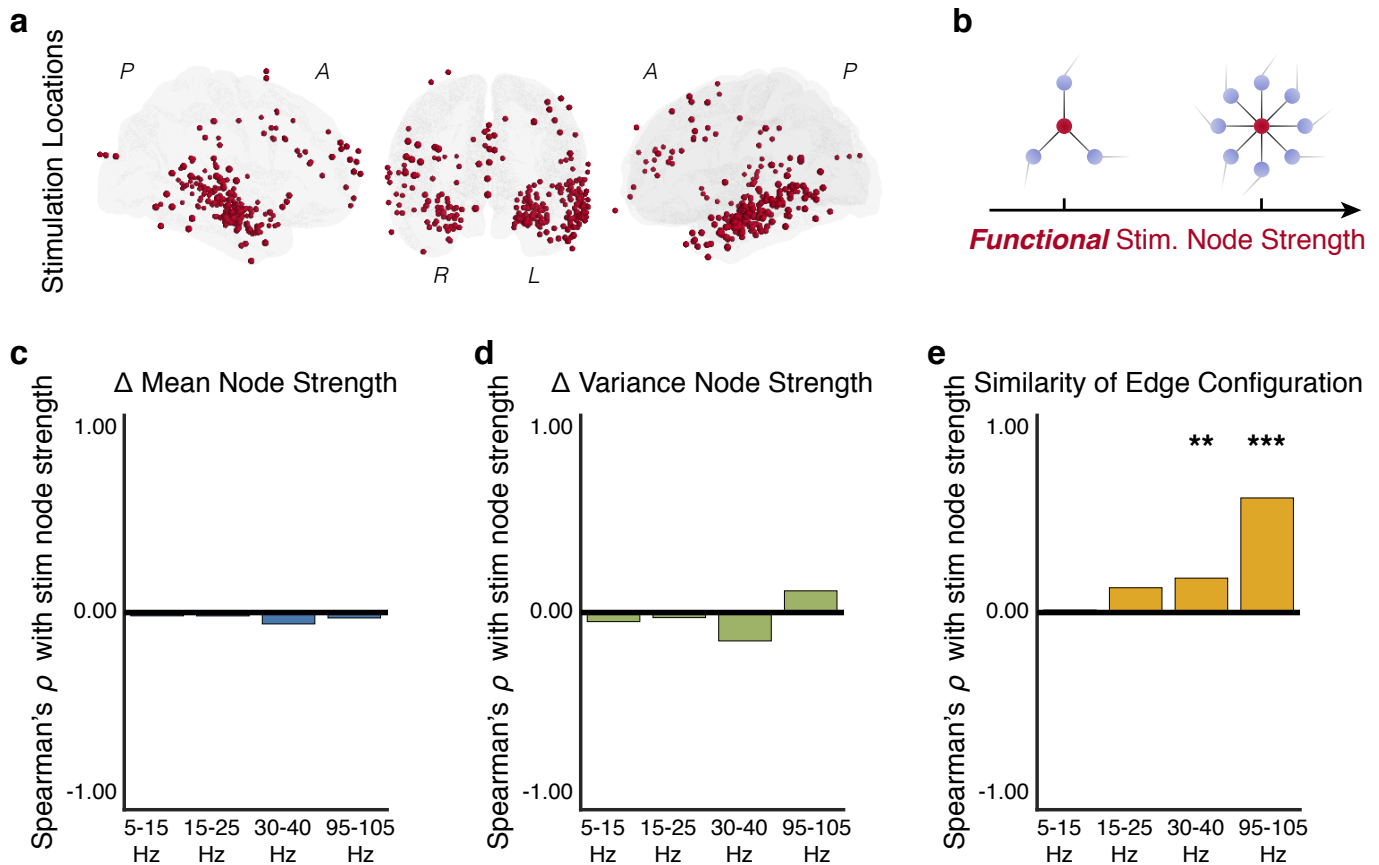 a
Stimulation Locations
P
A
R
L
A
P
b
Functional Stim. Node Strength
c
Δ Mean Node Strength
Spearman's ρ with stim node strength
1.00
0.00
-1.00
5-15 15-25 30-40 95-105
Hz Hz Hz Hz
d
Δ Variance Node Strength
Spearman's ρ with stim node strength
1.00
0.00
-1.00
5-15 15-25 30-40 95-105
Hz Hz Hz Hz
e
Similarity of Edge Configuration
Spearman's ρ with stim node strength
1.00
** ***
0.00
-1.00
5-15 15-25 30-40 95-105
Hz Hz Hz Hz